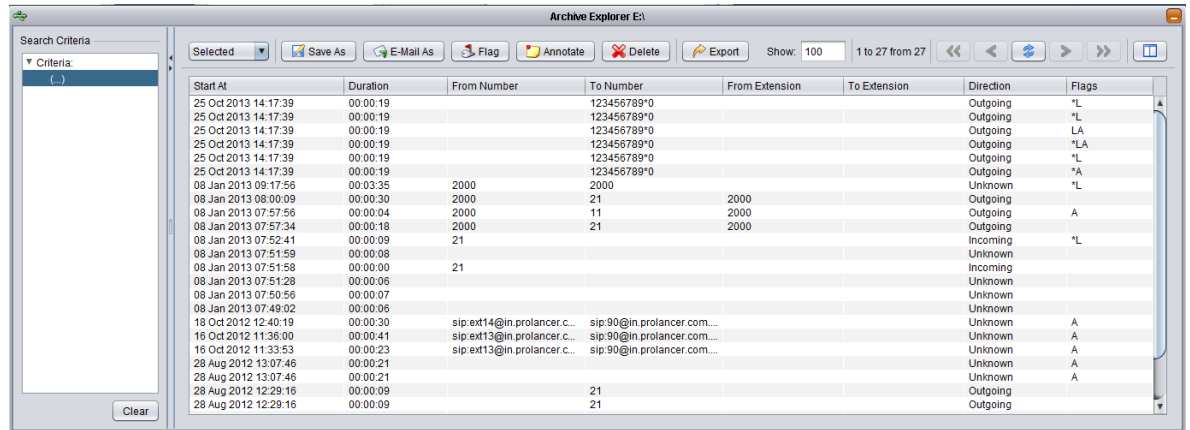 Archive Explorer E:\
Search Criteria
Criteria:
(...)
Clear
Selected Save As E-Mail As Flag Annotate Delete Export Show: 100 1 to 27 from 27
Start At Duration From Number To Number From Extension To Extension Direction Flags
25 Oct 2013 14:17:39 00:00:19 123456789*0 Outgoing *L
25 Oct 2013 14:17:39 00:00:19 123456789*0 Outgoing *L
25 Oct 2013 14:17:39 00:00:19 123456789*0 Outgoing LA
25 Oct 2013 14:17:39 00:00:19 123456789*0 Outgoing *LA
25 Oct 2013 14:17:39 00:00:19 123456789*0 Outgoing *L
25 Oct 2013 14:17:39 00:00:19 123456789*0 Outgoing *A
08 Jan 2013 09:17:56 00:03:35 2000 2000 Unknown *L
08 Jan 2013 08:00:09 00:00:30 2000 21 2000 Outgoing
08 Jan 2013 07:57:56 00:00:04 2000 11 2000 Outgoing A
08 Jan 2013 07:57:34 00:00:18 2000 21 2000 Outgoing
08 Jan 2013 07:52:41 00:00:09 21 Incoming *L
08 Jan 2013 07:51:59 00:00:08 Unknown
08 Jan 2013 07:51:58 00:00:00 21 Incoming
08 Jan 2013 07:51:28 00:00:06 Unknown
08 Jan 2013 07:50:56 00:00:07 Unknown
08 Jan 2013 07:49:02 00:00:06 Unknown
18 Oct 2012 12:40:19 00:00:30 sip:ext14@in.prolancer.c... sip:90@in.prolancer.com.... Unknown A
16 Oct 2012 11:36:00 00:00:41 sip:ext13@in.prolancer.c... sip:90@in.prolancer.com.... Unknown A
16 Oct 2012 11:33:53 00:00:23 sip:ext13@in.prolancer.c... sip:90@in.prolancer.com.... Unknown A
28 Aug 2012 13:07:46 00:00:21 Unknown A
28 Aug 2012 13:07:46 00:00:21 Unknown A
28 Aug 2012 12:29:16 00:00:09 21 Outgoing
28 Aug 2012 12:29:16 00:00:09 21 Outgoing